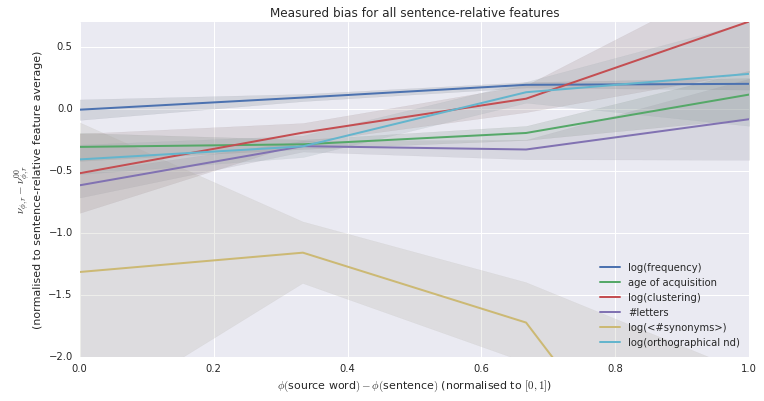 Measured bias for all sentence-relative features
ν_{ϕ,r} − ν^{00}_{ϕ,r}
(normalised to sentence-relative feature average)
0.5
0.0
−0.5
−1.0
−1.5
−2.0
log(frequency)
age of acquisition
log(clustering)
#letters
log(<#synonyms>)
log(orthographical nd)
0.0 0.2 0.4 0.6 0.8 1.0
ϕ(source word) − ϕ(sentence) (normalised to [0, 1])